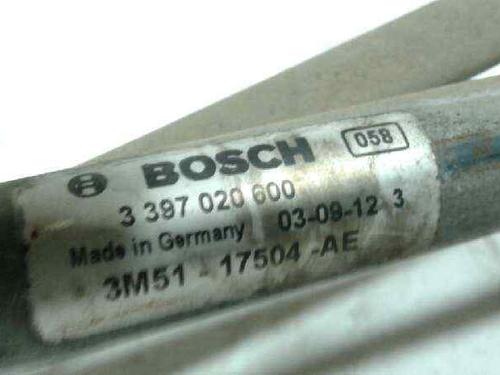 BOSCH 058
3 397 020 600
Made in Germany 03-09-12 3
3M51 - 17504 -AE